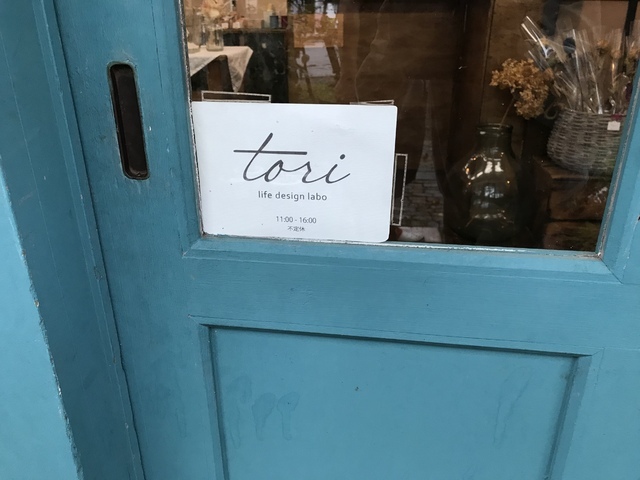 tori
life design labo
11:00 - 16:00
不定休